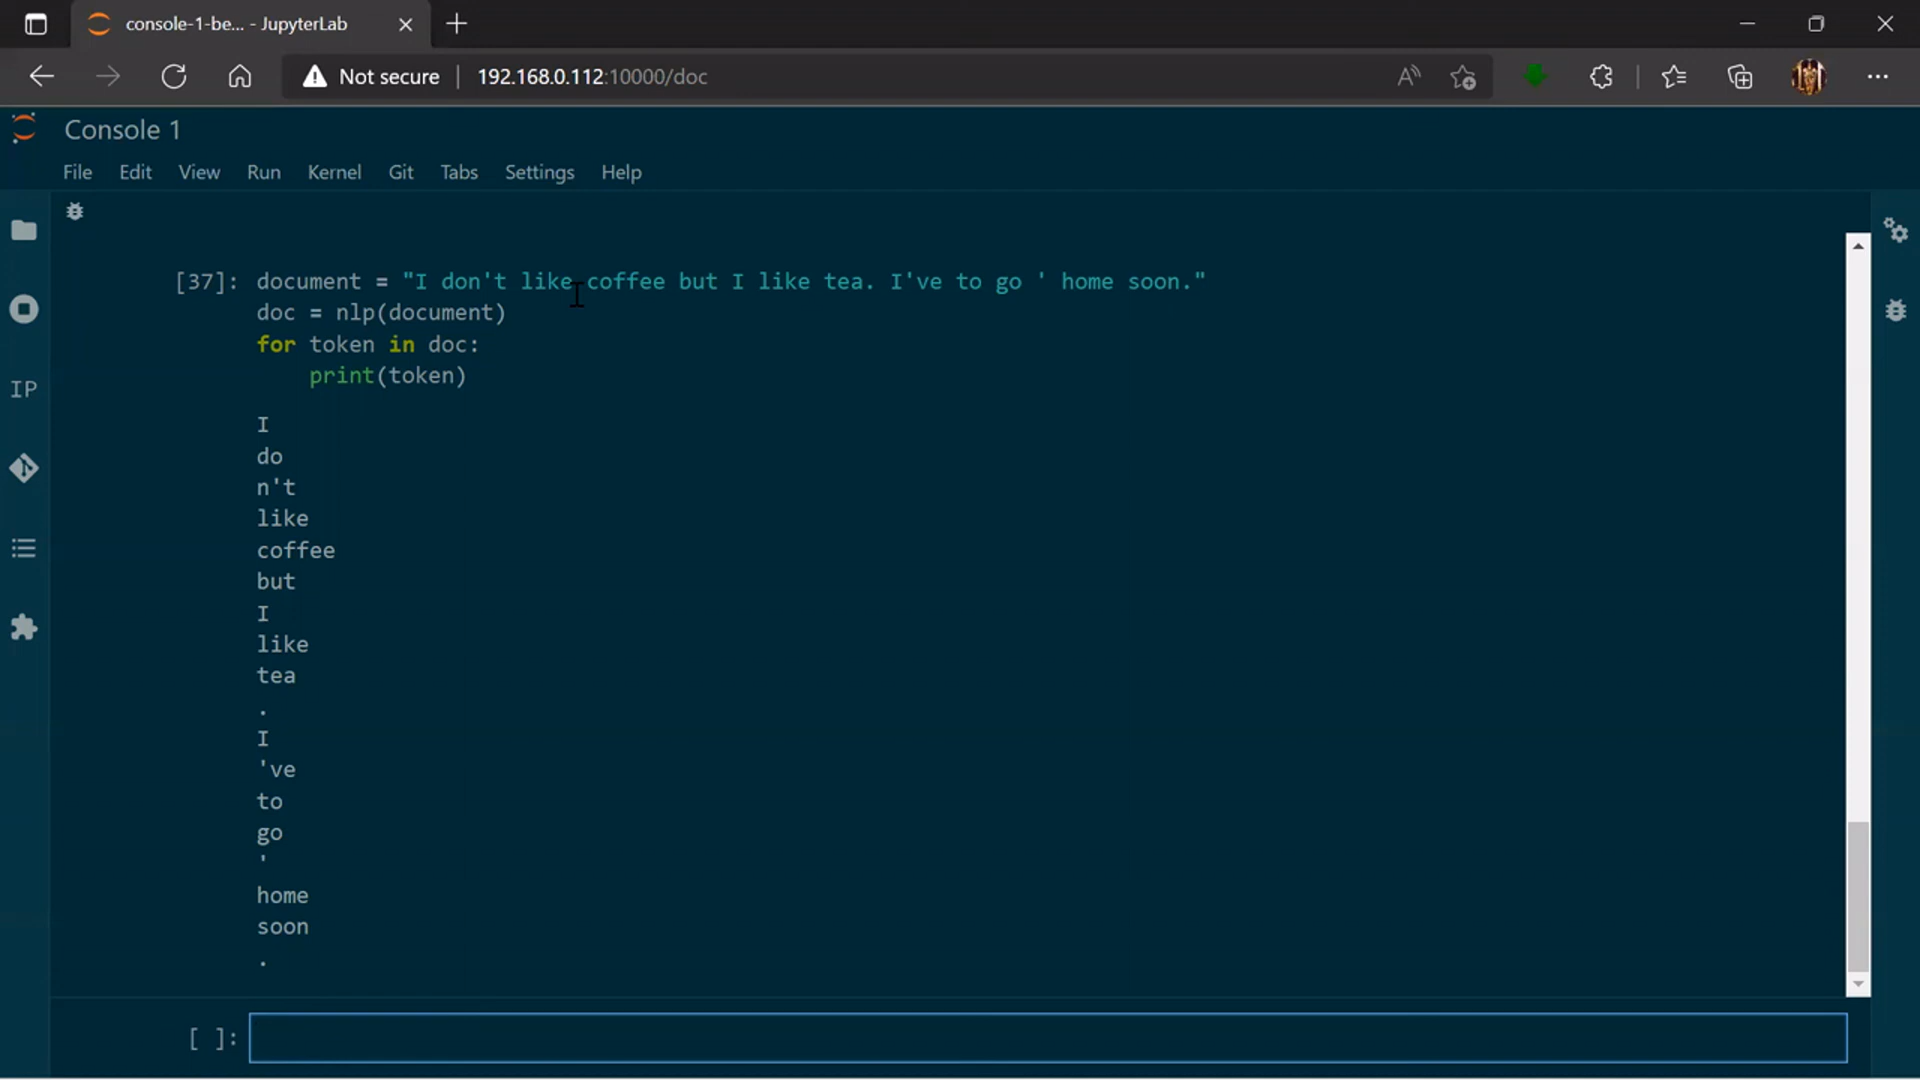 console-1-be... - JupyterLab
Not secure 192.168.0.112:10000/doc
Console 1
File Edit View Run Kernel Git Tabs Settings Help
[37]: document = "I don't like coffee but I like tea. I've to go ' home soon."
doc = nlp(document)
for token in doc:
    print(token)
I
do
n't
like
coffee
but
I
like
tea
.
I
've
to
go
'
home
soon
.
[ ]:
IP